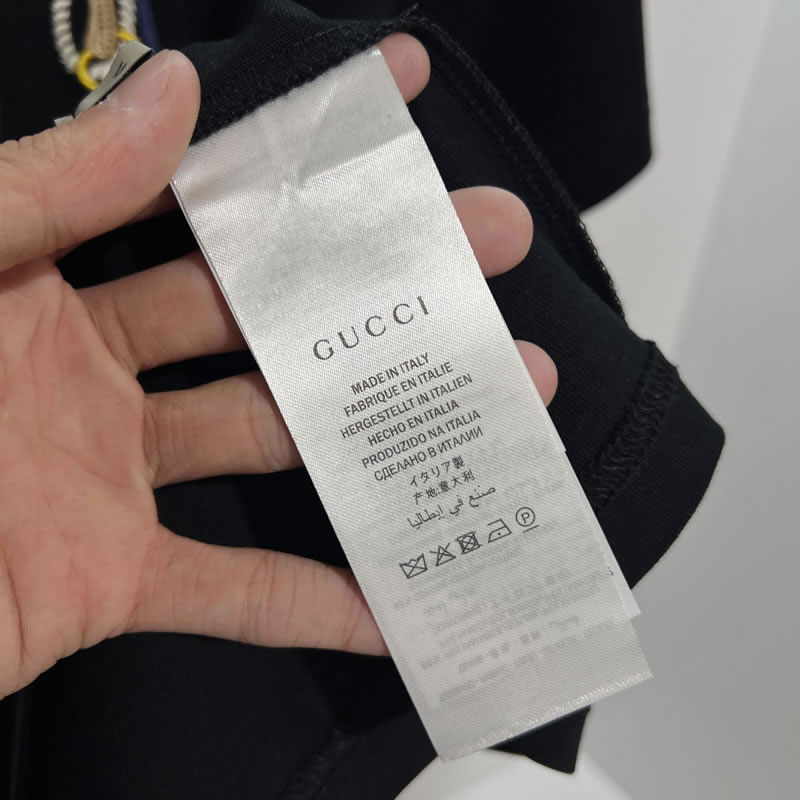 GUCCI
MADE IN ITALY
FABRIQUE EN ITALIE
HERGESTELLT IN ITALIEN
HECHO EN ITALIA
PRODUZIDO NA ITALIA
СДЕЛАНО В ИТАЛИИ
イタリア製
产地:意大利
صنع في إيطاليا
P